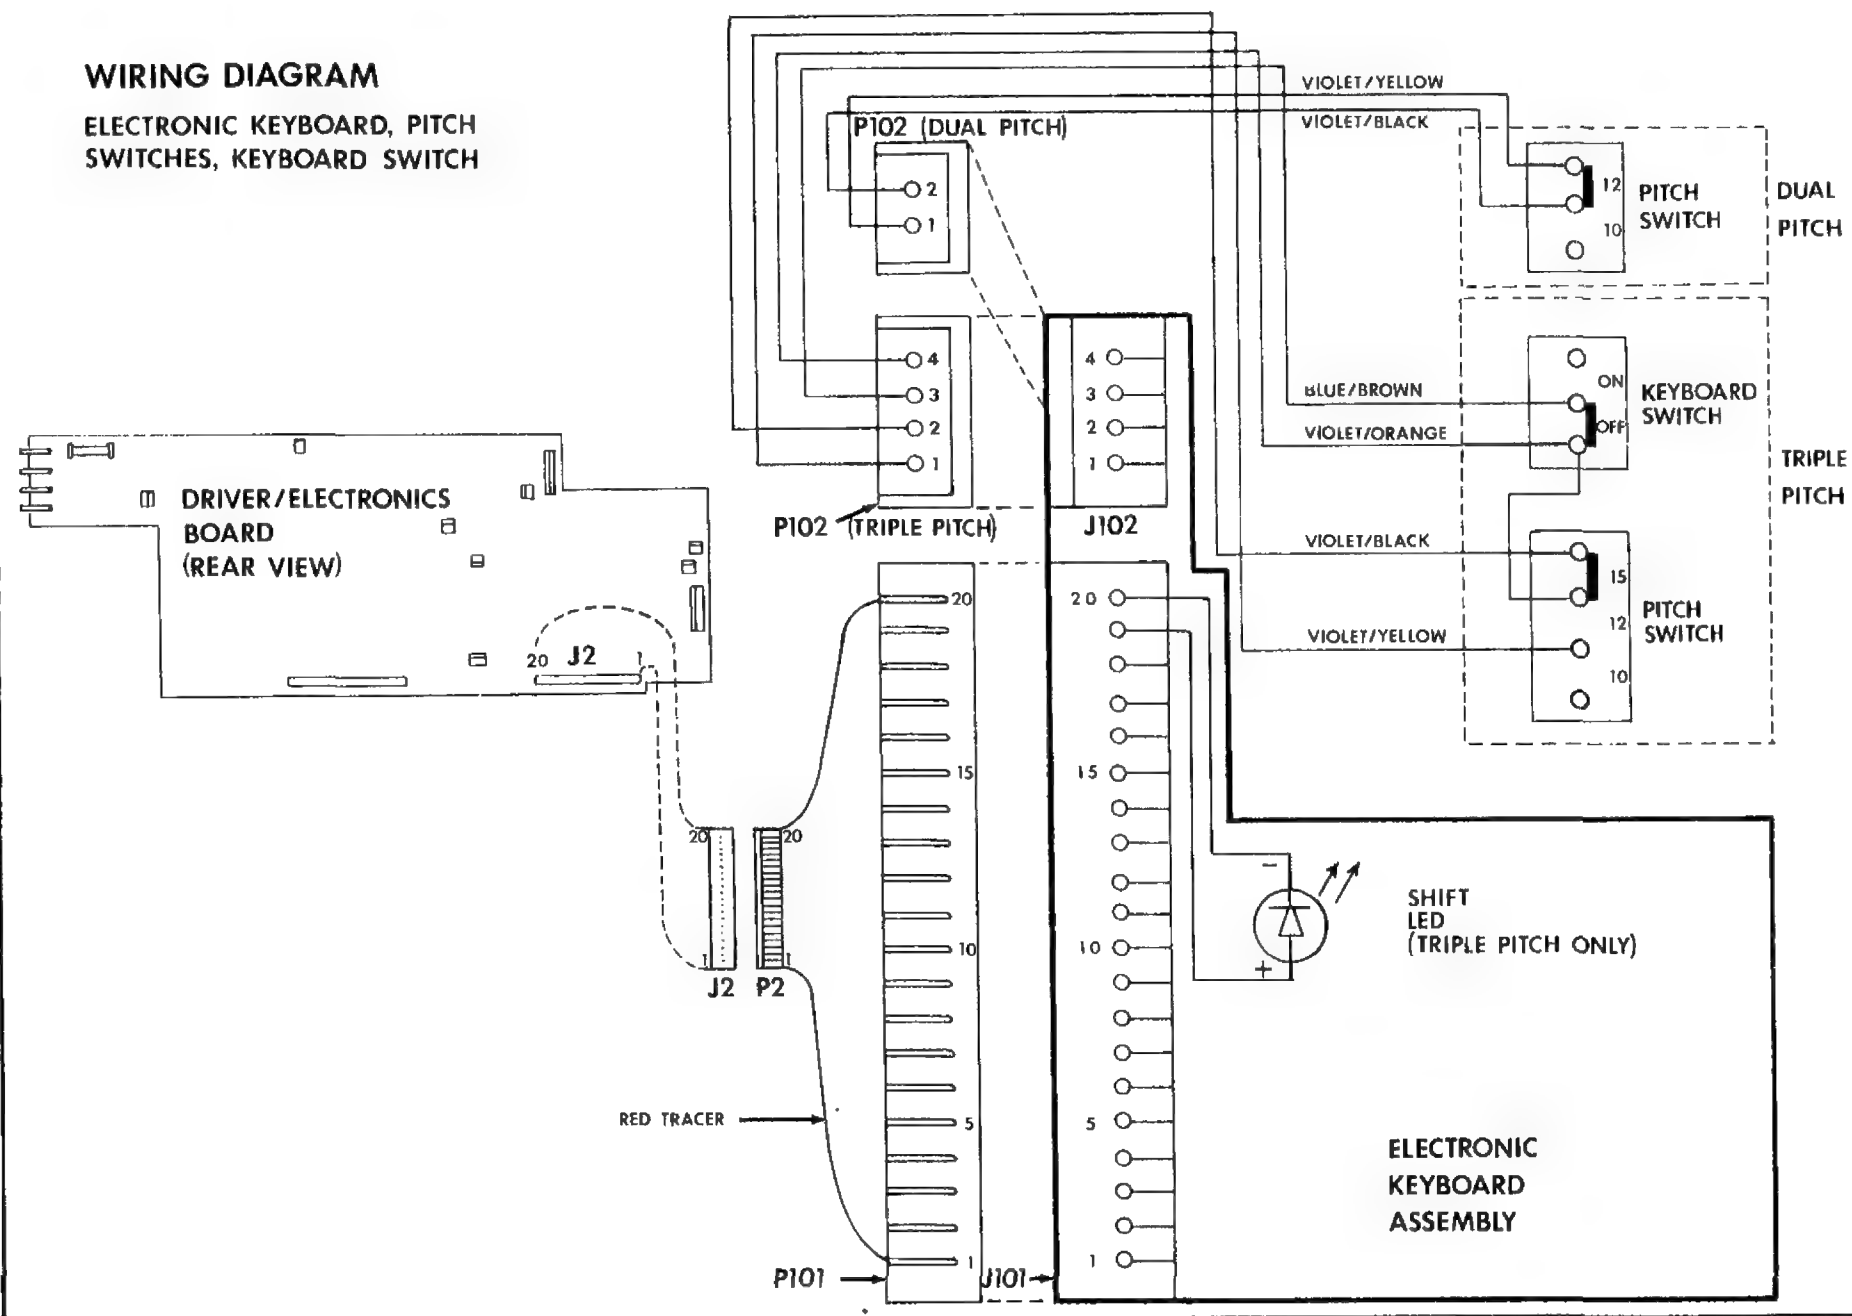 WIRING DIAGRAM
ELECTRONIC KEYBOARD, PITCH
SWITCHES, KEYBOARD SWITCH
VIOLET/YELLOW
P102 (DUAL PITCH)
VIOLET/BLACK
2
1
12
10
PITCH
SWITCH
DUAL
PITCH
4
3
2
1
P102 (TRIPLE PITCH)
4
3
2
1
J102
BLUE/BROWN
VIOLET/ORANGE
ON
OFF
KEYBOARD
SWITCH
TRIPLE
PITCH
VIOLET/BLACK
VIOLET/YELLOW
15
12
10
PITCH
SWITCH
DRIVER/ELECTRONICS
BOARD
(REAR VIEW)
20 J2 1
20
1
J2
20
1
P2
RED TRACER
20
15
10
5
1
P101
20
15
10
5
1
J101
-
+
SHIFT
LED
(TRIPLE PITCH ONLY)
ELECTRONIC
KEYBOARD
ASSEMBLY